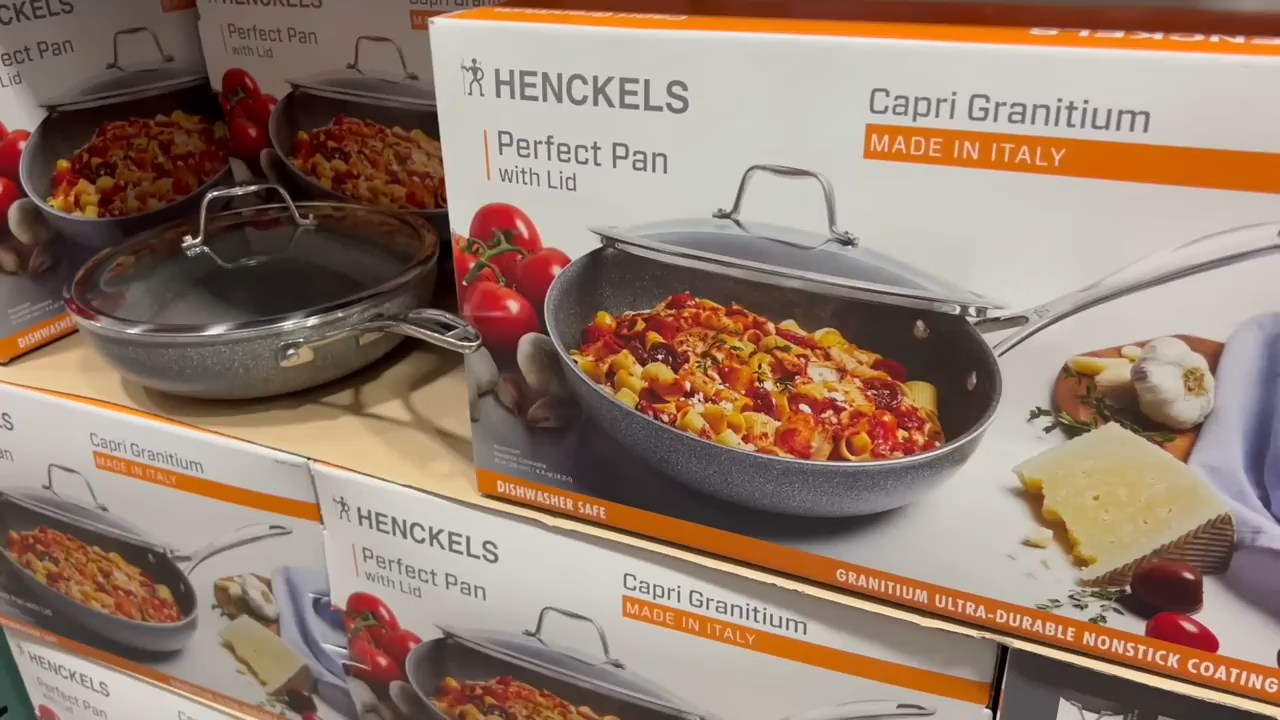 HENCKELS
Perfect Pan
with Lid
Capri Granitium
MADE IN ITALY
DISHWASHER SAFE
GRANITIUM ULTRA-DURABLE NONSTICK COATING
HENCKELS
Perfect Pan
with Lid
ect Pan
Lid
DISHWASHER
Capri Granitium
MADE IN ITALY
HENCKELS
Perfect Pan
with Lid
Capri Granitium
MADE IN ITALY
HENCKELS
Perfect Pan
with Lid